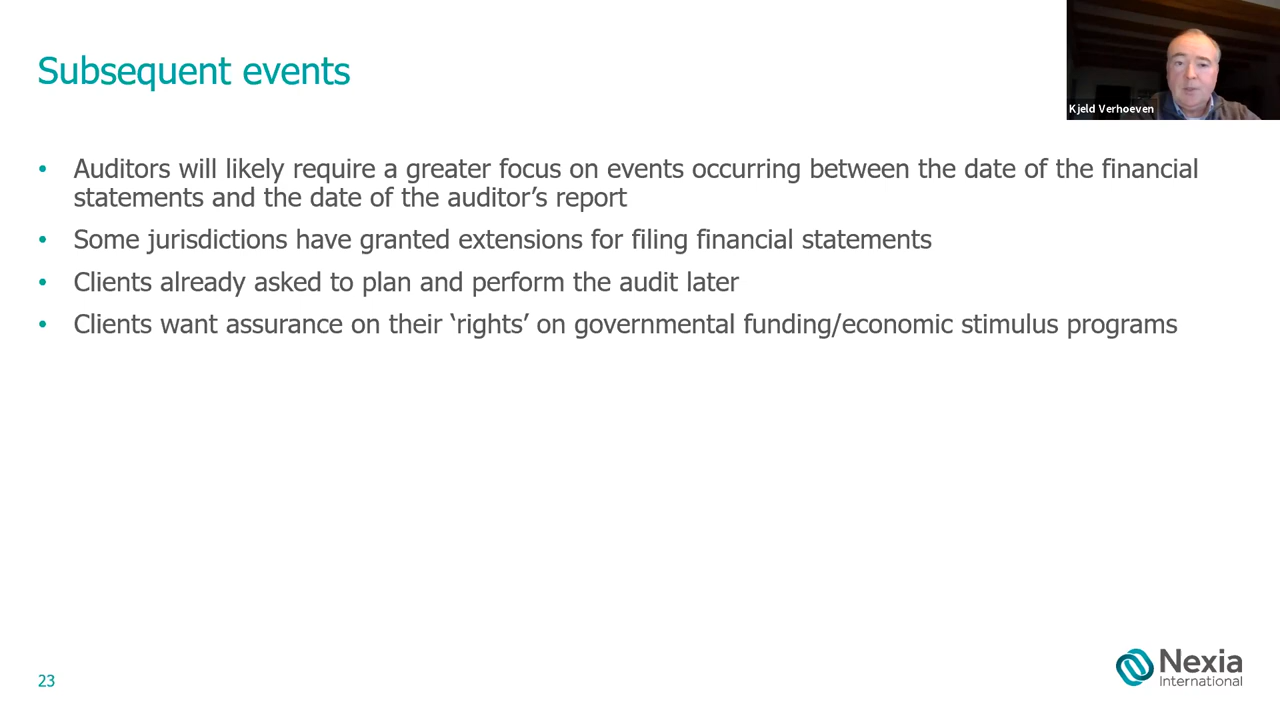 Subsequent events
Kjeld Verhoeven
• Auditors will likely require a greater focus on events occurring between the date of the financial
statements and the date of the auditor’s report
• Some jurisdictions have granted extensions for filing financial statements
• Clients already asked to plan and perform the audit later
• Clients want assurance on their ‘rights’ on governmental funding/economic stimulus programs
23
Nexia
International